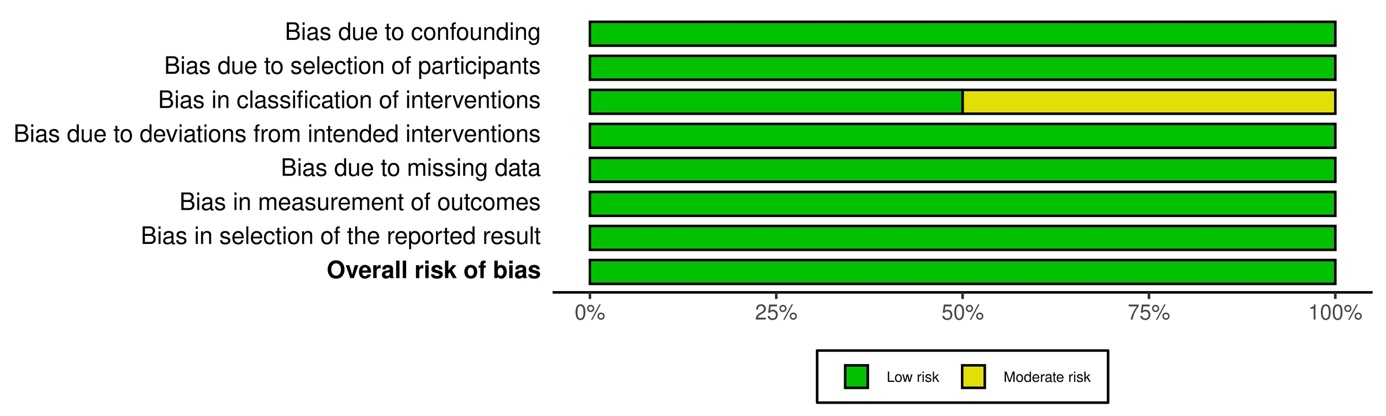 Bias due to confounding
Bias due to selection of participants
Bias in classification of interventions
Bias due to deviations from intended interventions
Bias due to missing data
Bias in measurement of outcomes
Bias in selection of the reported result
Overall risk of bias
0% 25% 50% 75% 100%
Low risk Moderate risk